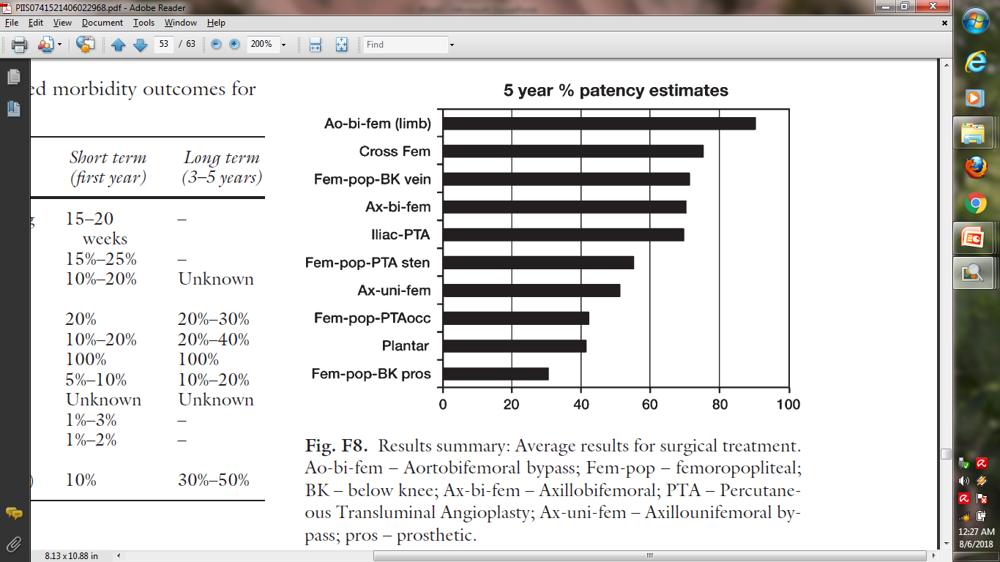 PIIS0741521406022968.pdf - Adobe Reader
File Edit View Document Tools Window Help
53 / 63 200% Find
ed morbidity outcomes for
Short term Long term
(first year) (3–5 years)
15–20 –
weeks
15%–25% –
10%–20% Unknown
20% 20%–30%
10%–20% 20%–40%
100% 100%
5%–10% 10%–20%
Unknown Unknown
1%–3% –
1%–2% –
) 10% 30%–50%
5 year % patency estimates
Ao-bi-fem (limb)
Cross Fem
Fem-pop-BK vein
Ax-bi-fem
Iliac-PTA
Fem-pop-PTA sten
Ax-uni-fem
Fem-pop-PTAocc
Plantar
Fem-pop-BK pros
0 20 40 60 80 100
Fig. F8. Results summary: Average results for surgical treatment.
Ao-bi-fem – Aortobifemoral bypass; Fem-pop – femoropopliteal;
BK – below knee; Ax-bi-fem – Axillobifemoral; PTA – Percutane-
ous Transluminal Angioplasty; Ax-uni-fem – Axillounifemoral by-
pass; pros – prosthetic.
8.13 x 10.88 in
12:27 AM
8/6/2018